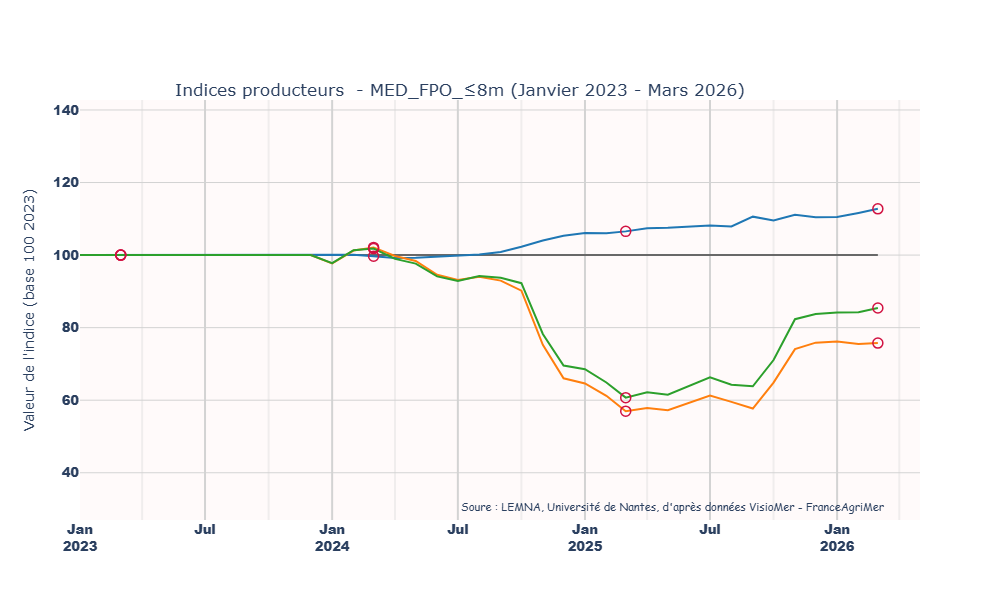 Indices producteurs - MED_FPO_≤8m (Janvier 2023 - Mars 2026)
Valeur de l'indice (base 100 2023)
140
120
100
80
60
40
Soure : LEMNA, Université de Nantes, d'après données VisioMer - FranceAgriMer
Jan Jul Jan Jul Jan Jul Jan
2023 2024 2025 2026